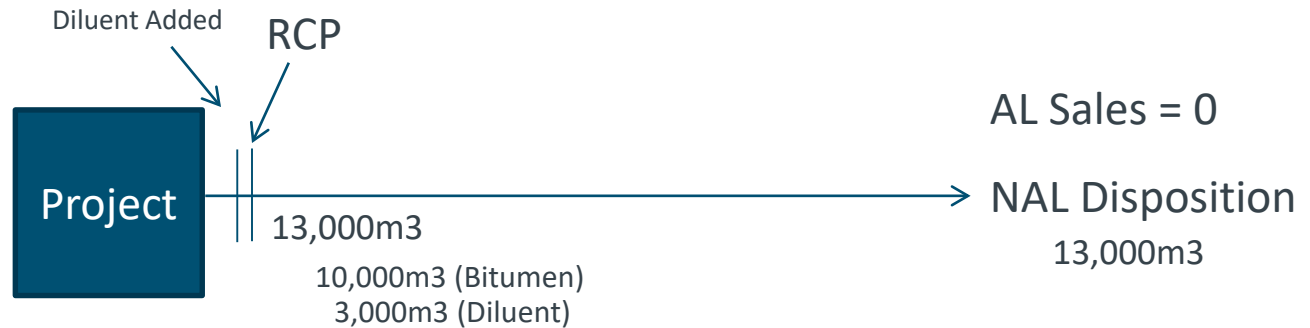 Diluent Added
RCP
AL Sales = 0
Project
NAL Disposition
13,000m3
13,000m3
10,000m3 (Bitumen)
3,000m3 (Diluent)